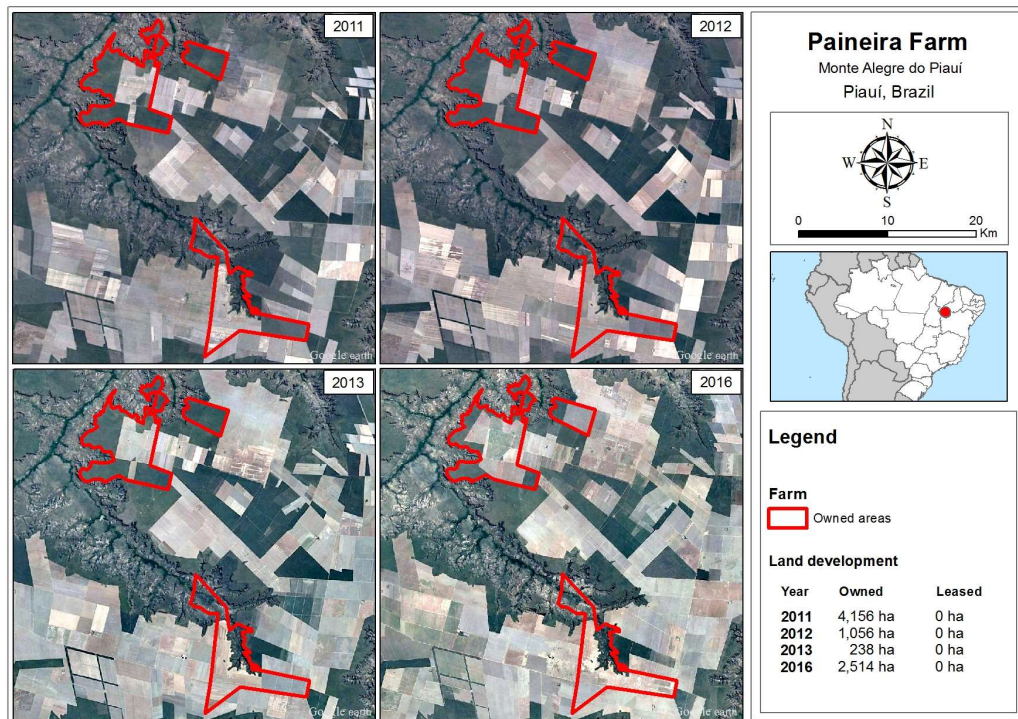 2011
2012
Google earth
Google earth
2013
2016
Google earth
Google earth
Paineira Farm
Monte Alegre do Piauí
Piauí, Brazil
N
W E
S
0 10 20
Km
Legend
Farm
Owned areas
Land development
Year Owned Leased
2011 4,156 ha 0 ha
2012 1,056 ha 0 ha
2013 238 ha 0 ha
2016 2,514 ha 0 ha